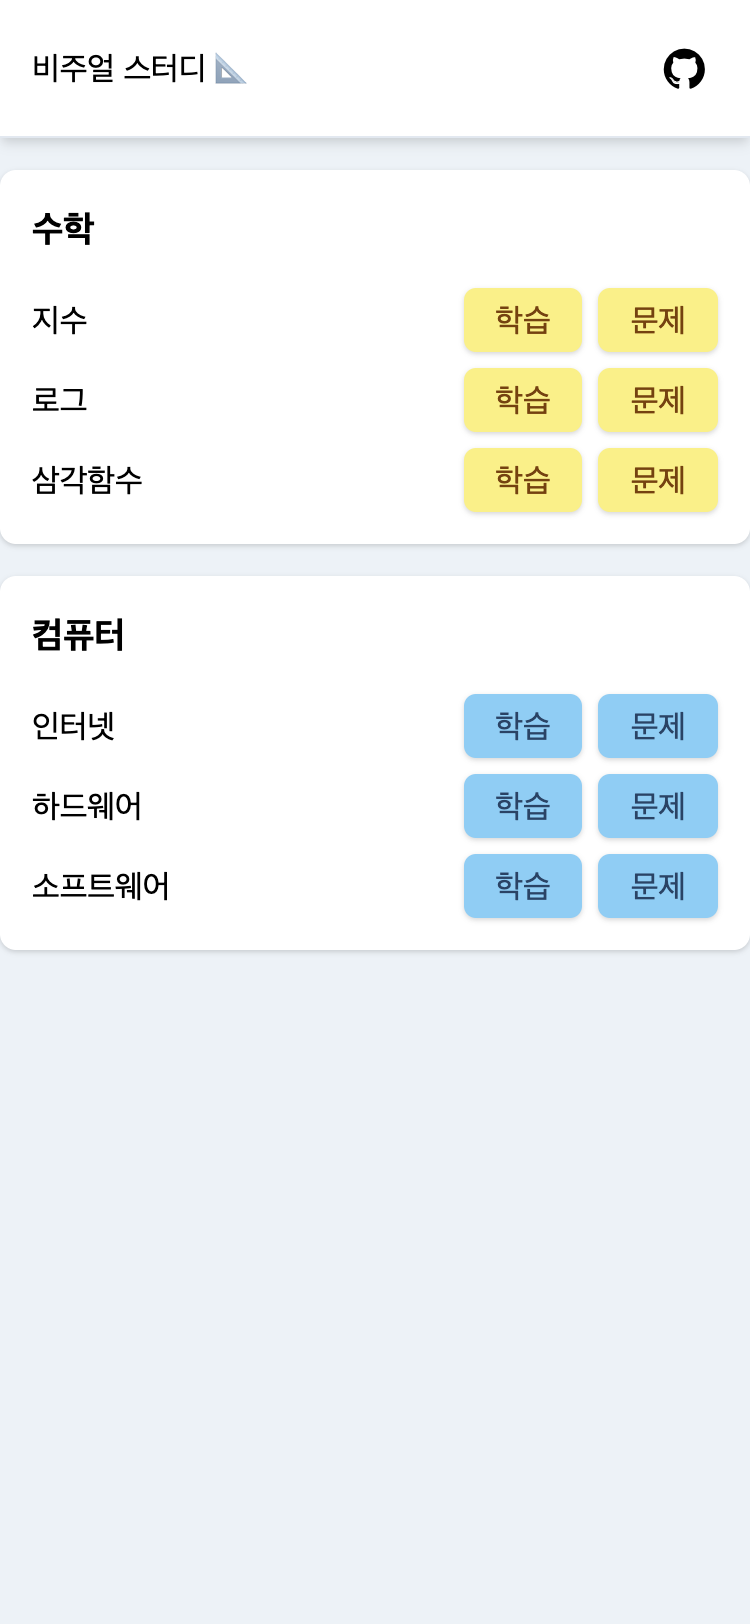 비주얼 스터디 📐
수학
지수 학습 문제
로그 학습 문제
삼각함수 학습 문제
컴퓨터
인터넷 학습 문제
하드웨어 학습 문제
소프트웨어 학습 문제